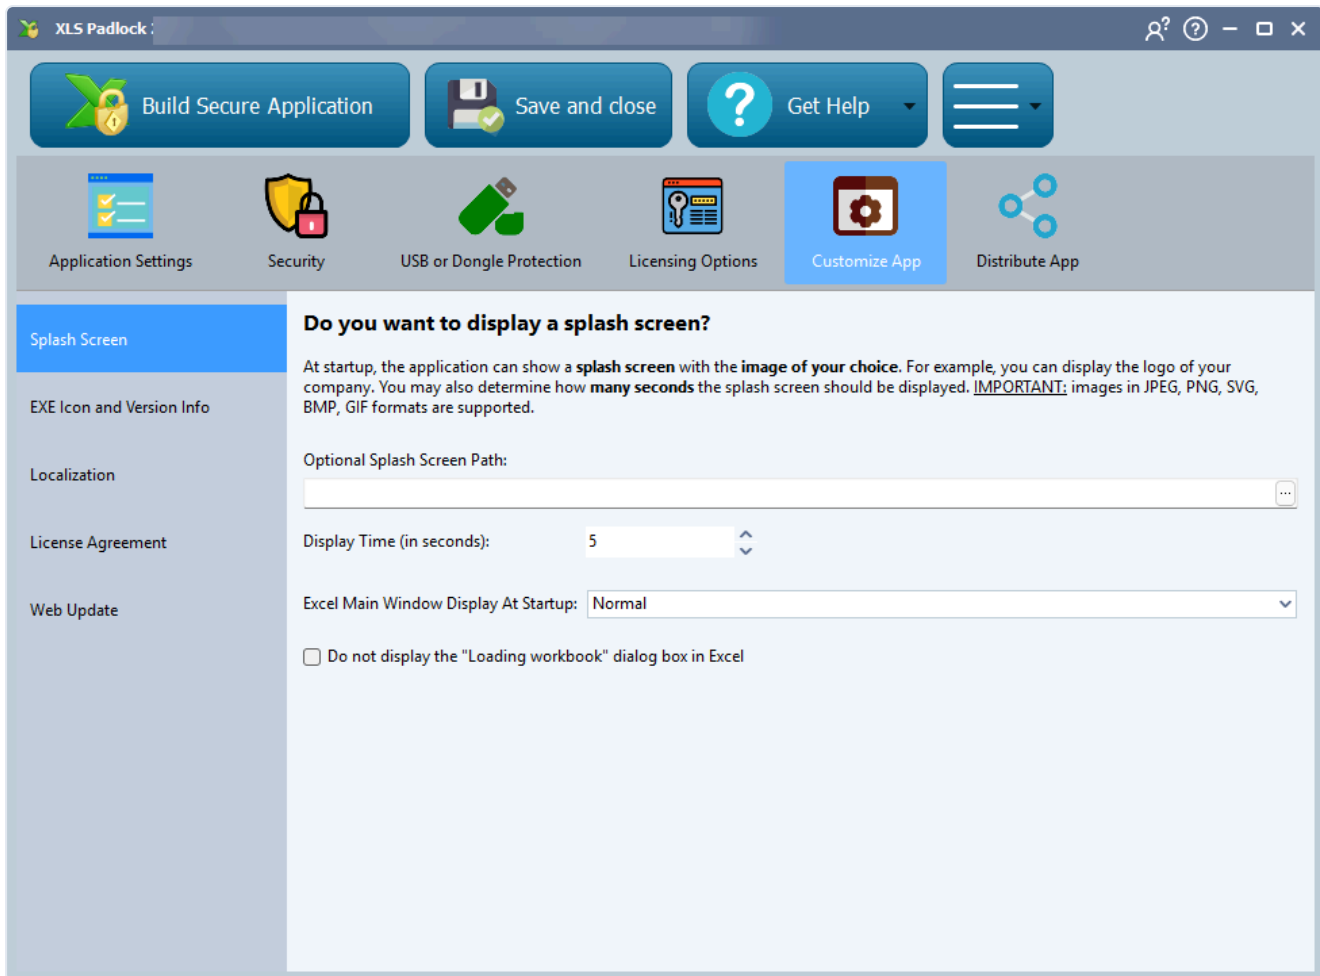 XLS Padlock
Build Secure Application
Save and close
Get Help
Application Settings
Security
USB or Dongle Protection
Licensing Options
Customize App
Distribute App
Splash Screen
EXE Icon and Version Info
Localization
License Agreement
Web Update
Do you want to display a splash screen?
At startup, the application can show a splash screen with the image of your choice. For example, you can display the logo of your
company. You may also determine how many seconds the splash screen should be displayed. IMPORTANT: images in JPEG, PNG, SVG,
BMP, GIF formats are supported.
Optional Splash Screen Path:
...
Display Time (in seconds): 5
Excel Main Window Display At Startup: Normal
Do not display the "Loading workbook" dialog box in Excel